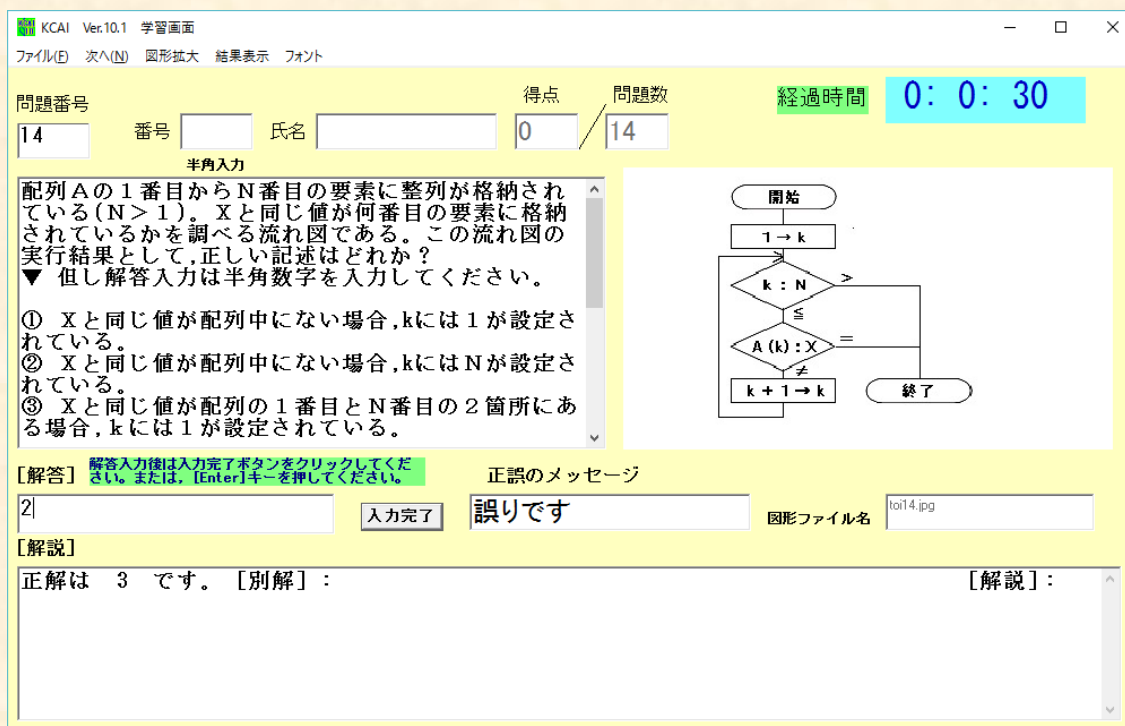 KCAI Ver.10.1 学習画面
ファイル(F) 次へ(N) 図形拡大 結果表示 フォント
問題番号
14
番号
半角入力
氏名
得点
0
問題数
14
経過時間
0: 0: 30
配列Aの1番目からN番目の要素に整列が格納され
ている(N>1)。Xと同じ値が何番目の要素に格納
されているかを調べる流れ図である。この流れ図の
実行結果として,正しい記述はどれか?
▼ 但し解答入力は半角数字を入力してください。
① Xと同じ値が配列中にない場合,kには1が設定さ
れている。
② Xと同じ値が配列中にない場合,kにはNが設定さ
れている。
③ Xと同じ値が配列の1番目とN番目の2箇所にあ
る場合,kには1が設定されている。
開始
1→k
k:N
>
≦
A(k):X
=
≠
k+1→k
終了
[解答]
解答入力後は入力完了ボタンをクリックしてくだ
さい。または,[Enter]キーを押してください。
2
入力完了
正誤のメッセージ
誤りです
図形ファイル名
toi14.jpg
[解説]
正解は 3 です。[別解]: [解説]: